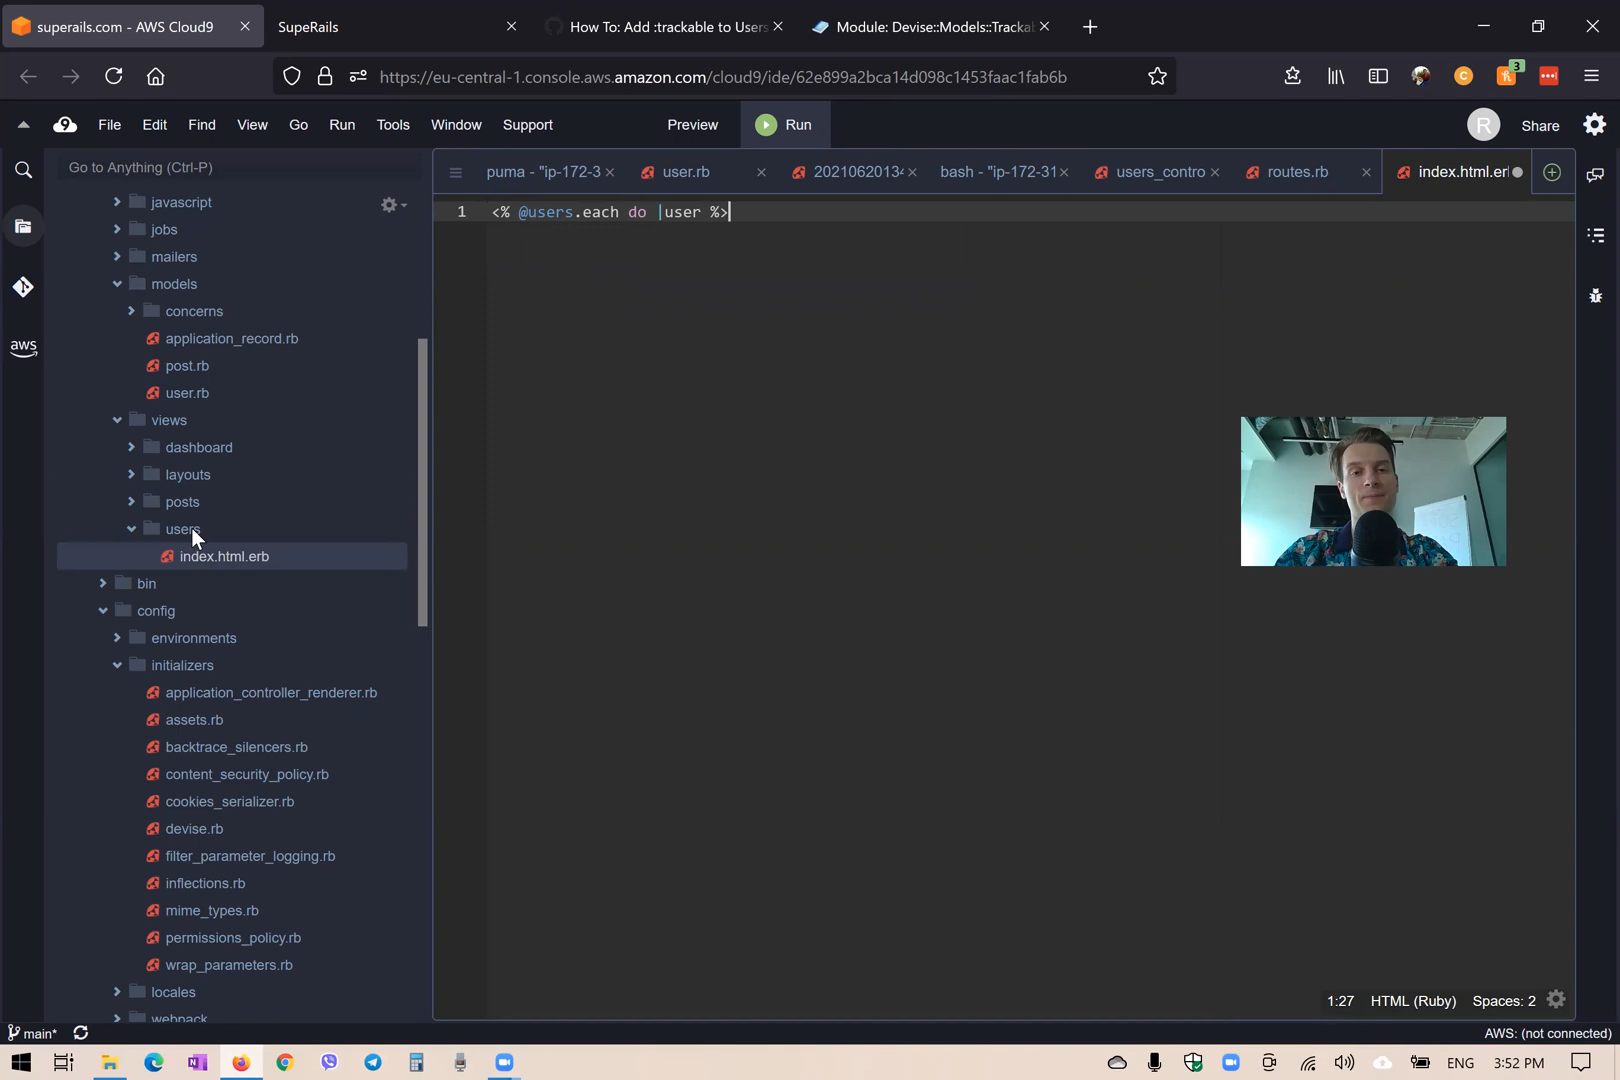 superails.com - AWS Cloud9
SupeRails
How To: Add :trackable to Users
Module: Devise::Models::Tracka
https://eu-central-1.console.aws.amazon.com/cloud9/ide/62e899a2bca14d098c1453faac1fab6b
C
3
9
File Edit Find View Go Run Tools Window Support Preview Run R Share
Go to Anything (Ctrl-P)
puma - "ip-172-3
user.rb
2021062013
bash - "ip-172-31
users_contro
routes.rb
index.html.er
1 <% @users.each do |user %>
javascript
jobs
mailers
models
concerns
application_record.rb
post.rb
user.rb
views
dashboard
layouts
posts
users
index.html.erb
bin
config
environments
initializers
application_controller_renderer.rb
assets.rb
backtrace_silencers.rb
content_security_policy.rb
cookies_serializer.rb
devise.rb
filter_parameter_logging.rb
inflections.rb
mime_types.rb
permissions_policy.rb
wrap_parameters.rb
locales
webpack
aws
1:27 HTML (Ruby) Spaces: 2
main*
AWS: (not connected)
ENG 3:52 PM